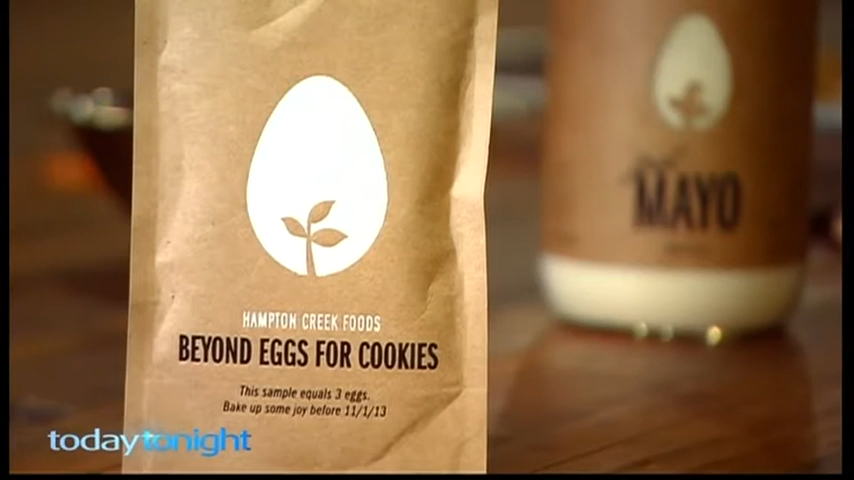 HAMPTON CREEK FOODS
BEYOND EGGS FOR COOKIES
This sample equals 3 eggs.
Bake up some joy before 11/1/13
MAYO
todaytonight